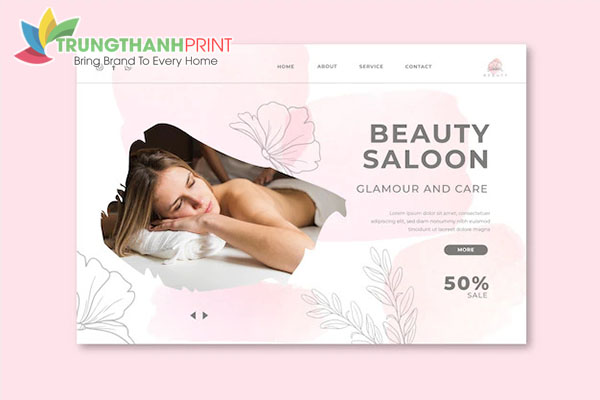 TRUNGTHANHPRINT
Bring Brand To Every Home
HOME ABOUT SERVICE CONTACT
BEAUTY
BEAUTY
SALOON
GLAMOUR AND CARE
Lorem ipsum dolor sit amet, consectetuer
adipiscing elit, sed diam nonummy nibh euismod
tincidunt ut laoreet dolore magna
MORE
50%
SALE